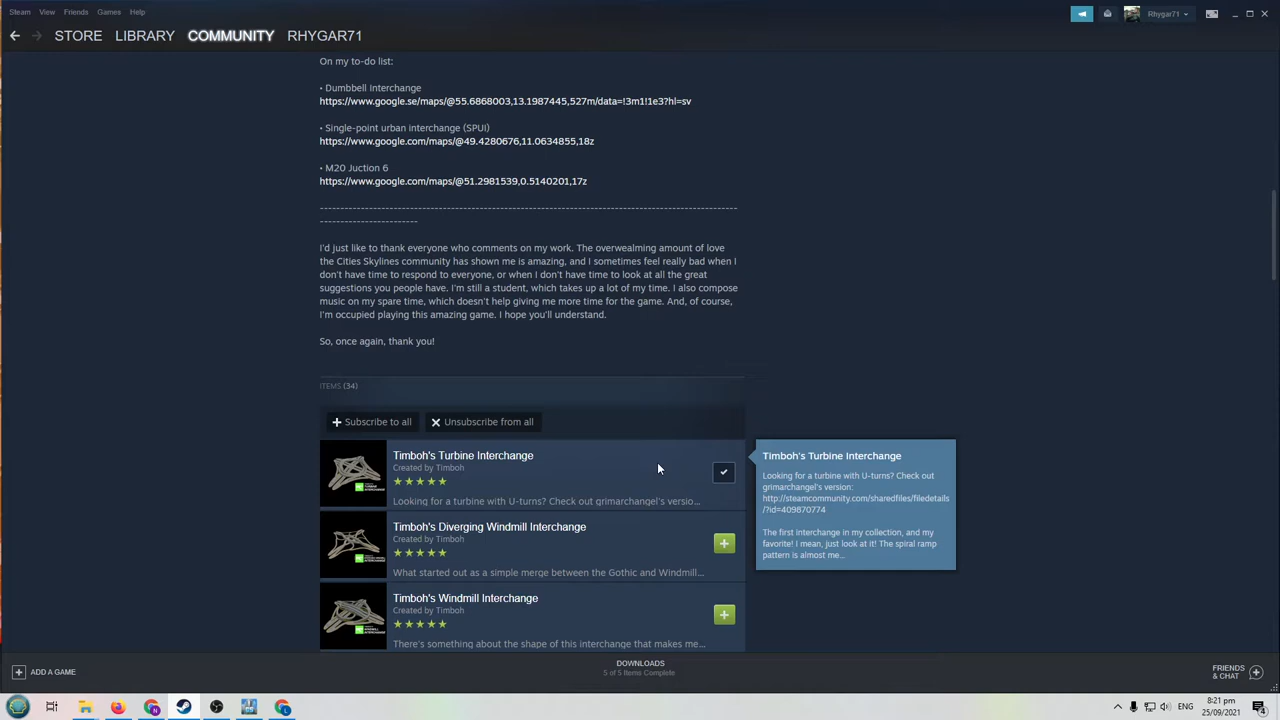 Steam View Friends Games Help
Rhygar71
STORE LIBRARY COMMUNITY RHYGAR71
On my to-do list:
• Dumbbell Interchange
https://www.google.se/maps/@55.6868003,13.1987445,527m/data=!3m1!1e3?hl=sv
• Single-point urban interchange (SPUI)
https://www.google.com/maps/@49.4280676,11.0634855,18z
• M20 Juction 6
https://www.google.com/maps/@51.2981539,0.5140201,17z
--------------------------------------------------------------------------------------------------------
------------------------
I'd just like to thank everyone who comments on my work. The overwealming amount of love
the Cities Skylines community has shown me is amazing, and I sometimes feel really bad when I
don't have time to respond to everyone, or when I don't have time to look at all the great
suggestions you people have. I'm still a student, which takes up a lot of my time. I also compose
music on my spare time, which doesn't help giving me more time for the game. And, of course,
I'm occupied playing this amazing game. I hope you'll understand.
So, once again, thank you!
ITEMS (34)
Subscribe to all Unsubscribe from all
Timboh's Turbine Interchange
Created by Timboh
Looking for a turbine with U-turns? Check out grimarchangel's versio...
Timboh's Turbine Interchange
Looking for a turbine with U-turns? Check out
grimarchangel's version:
http://steamcommunity.com/sharedfiles/filedetails
/?id=409870774
The first interchange in my collection, and my
favorite! I mean, just look at it! The spiral ramp
pattern is almost me...
Timboh's Diverging Windmill Interchange
Created by Timboh
What started out as a simple merge between the Gothic and Windmill...
Timboh's Windmill Interchange
Created by Timboh
There's something about the shape of this interchange that makes me...
ADD A GAME
DOWNLOADS
5 of 5 Items Complete
FRIENDS
& CHAT
ENG
8:21 pm
25/09/2021